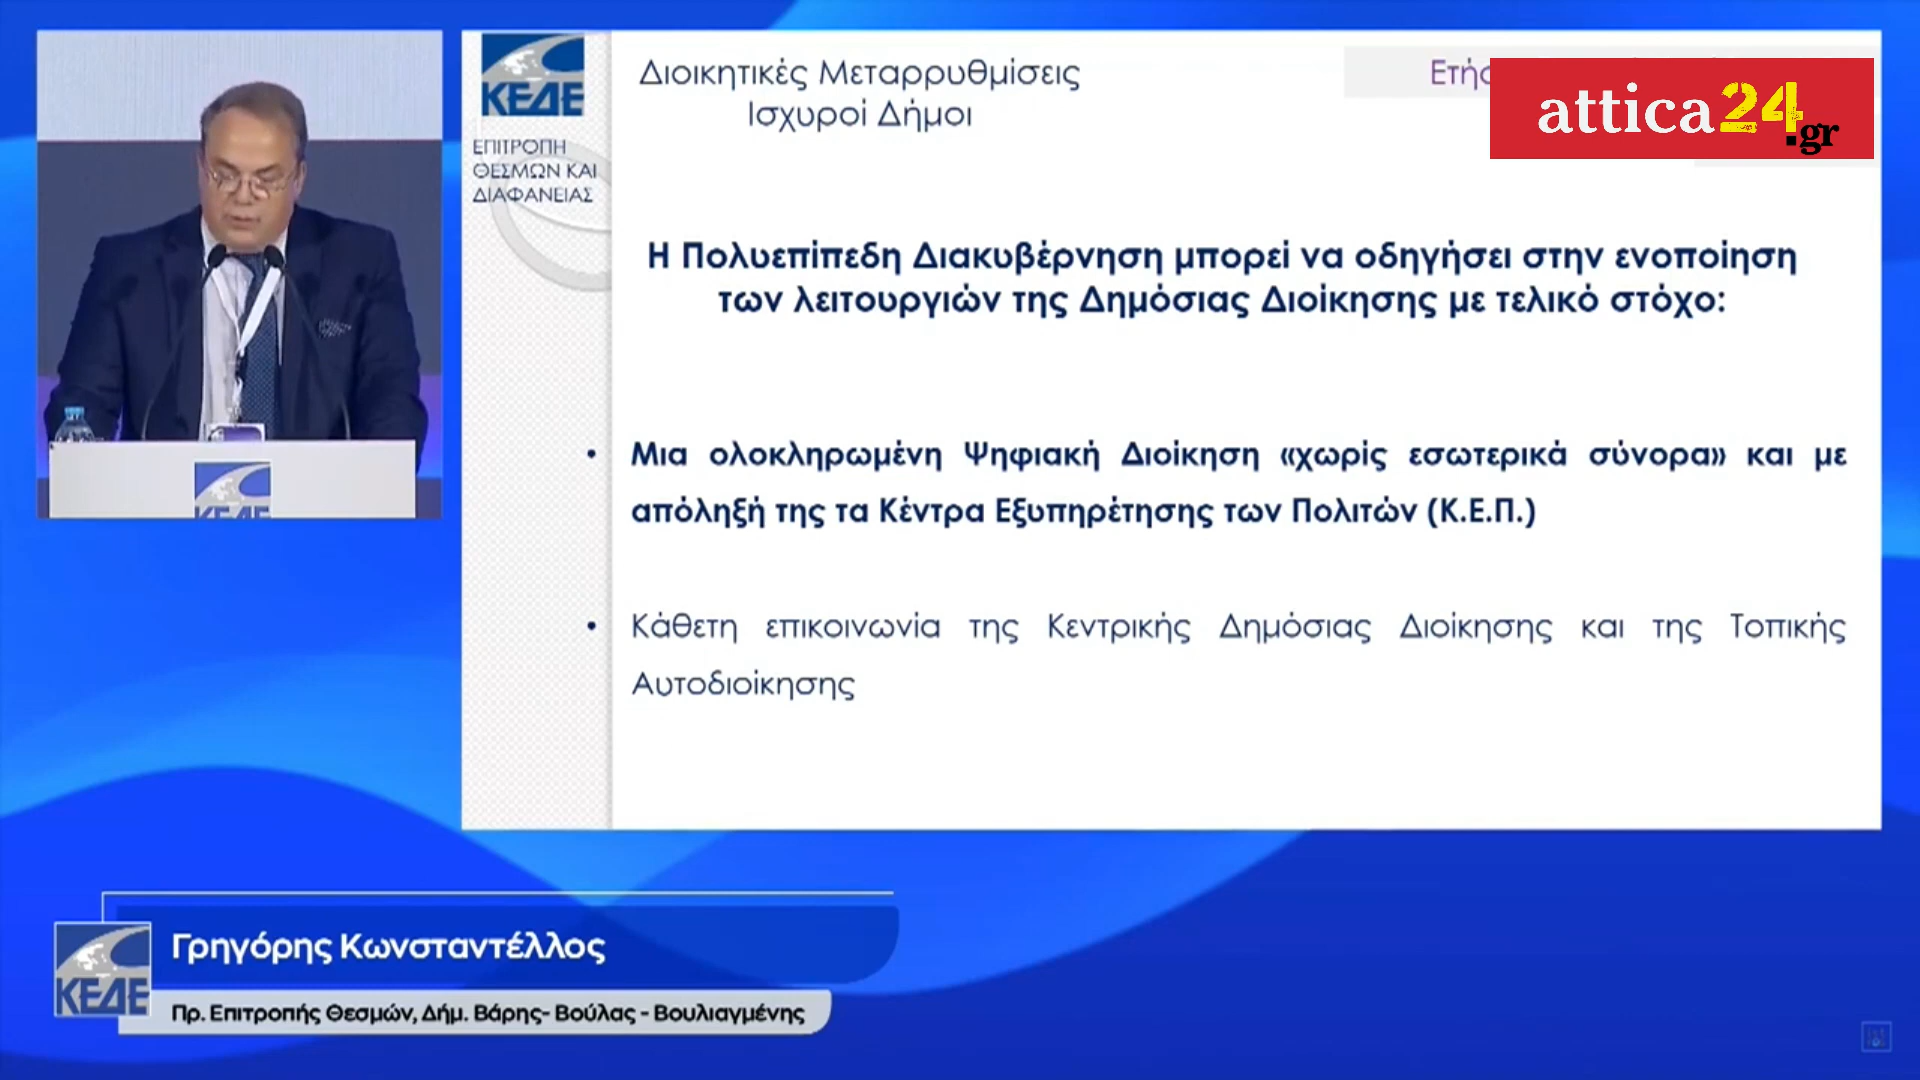 ΚΕΔΕ
ΕΠΙΤΡΟΠΗ
ΘΕΣΜΩΝ ΚΑΙ
ΔΙΑΦΑΝΕΙΑΣ
Διοικητικές Μεταρρυθμίσεις
Ισχυροί Δήμοι
attica24.gr
Η Πολυεπίπεδη Διακυβέρνηση μπορεί να οδηγήσει στην ενοποίηση
των λειτουργιών της Δημόσιας Διοίκησης με τελικό στόχο:
• Μια ολοκληρωμένη Ψηφιακή Διοίκηση «χωρίς εσωτερικά σύνορα» και με
απόληξή της τα Κέντρα Εξυπηρέτησης των Πολιτών (Κ.Ε.Π.)
• Κάθετη επικοινωνία της Κεντρικής Δημόσιας Διοίκησης και της Τοπικής
Αυτοδιοίκησης
ΚΕΔΕ
Γρηγόρης Κωνσταντέλλος
ΚΕΔΕ
Πρ. Επιτροπής Θεσμών, Δήμ. Βάρης- Βούλας - Βουλιαγμένης